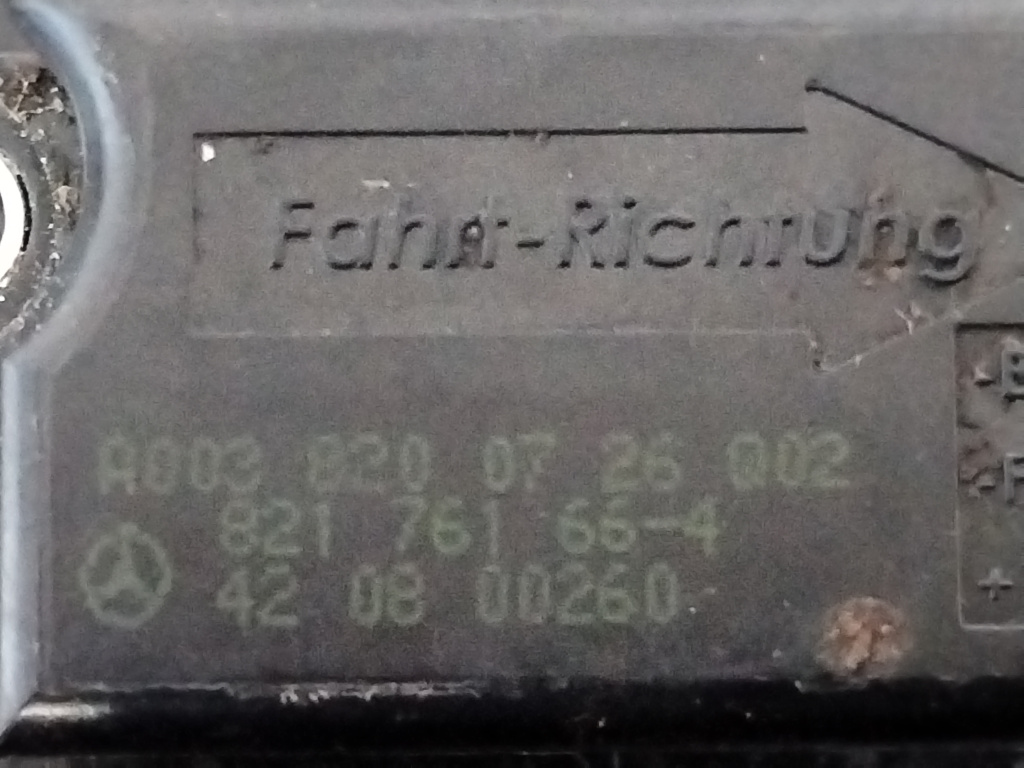 Fahrt-Richtung
A003 820 07 26 Q02
821 761 66-4
42 08 00260
+